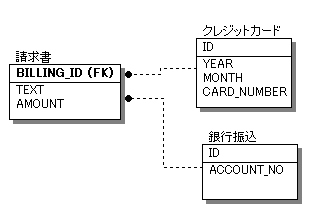 クレジットカード
ID
YEAR
MONTH
CARD_NUMBER
請求書
BILLING_ID (FK)
TEXT
AMOUNT
銀行振込
ID
ACCOUNT_NO